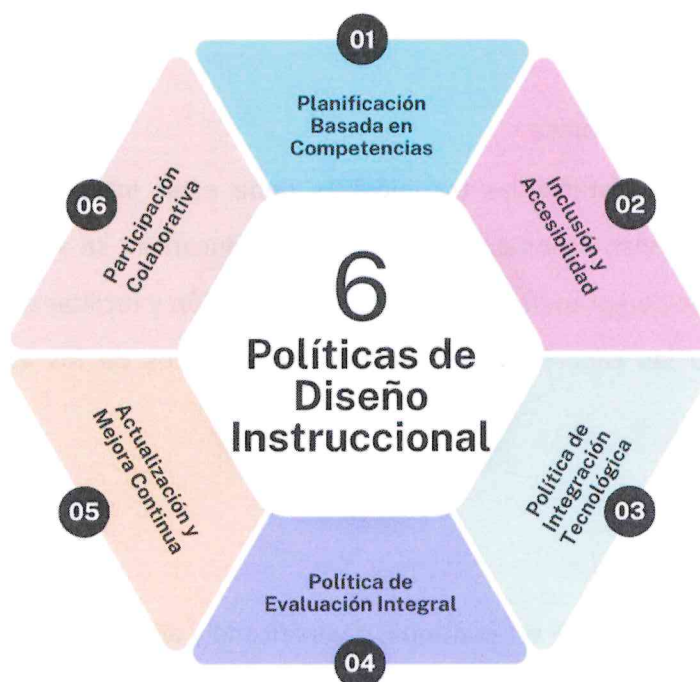 01
Planificación
Basada en
Competencias
02
Inclusión y
Accesibilidad
03
Política de
Integración
Tecnológica
04
Política de
Evaluación Integral
05
Actualización y
Mejora Continua
06
Participación
Colaborativa
6
Políticas de
Diseño
Instruccional